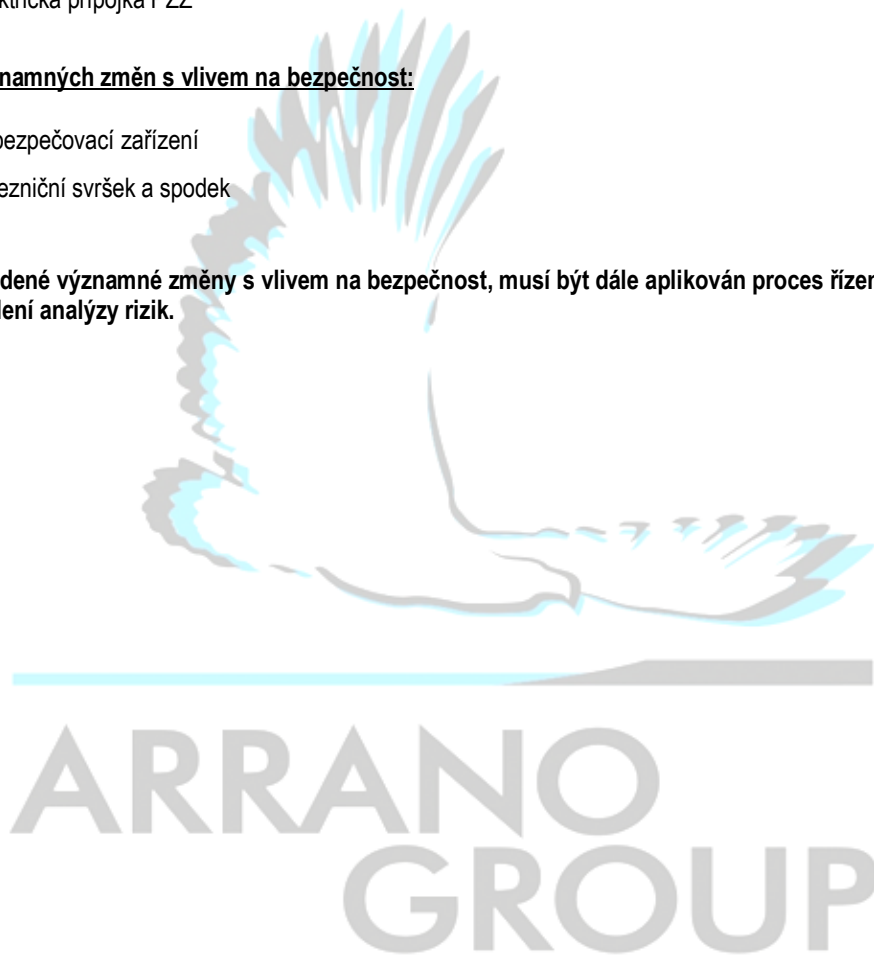 ktrická přípojka PZZ
namných změn s vlivem na bezpečnost:
bezpečovací zařízení
ezniční svršek a spodek
dené významné změny s vlivem na bezpečnost, musí být dále aplikován proces řízen
lení analýzy rizik.
ARRANO
GROUP